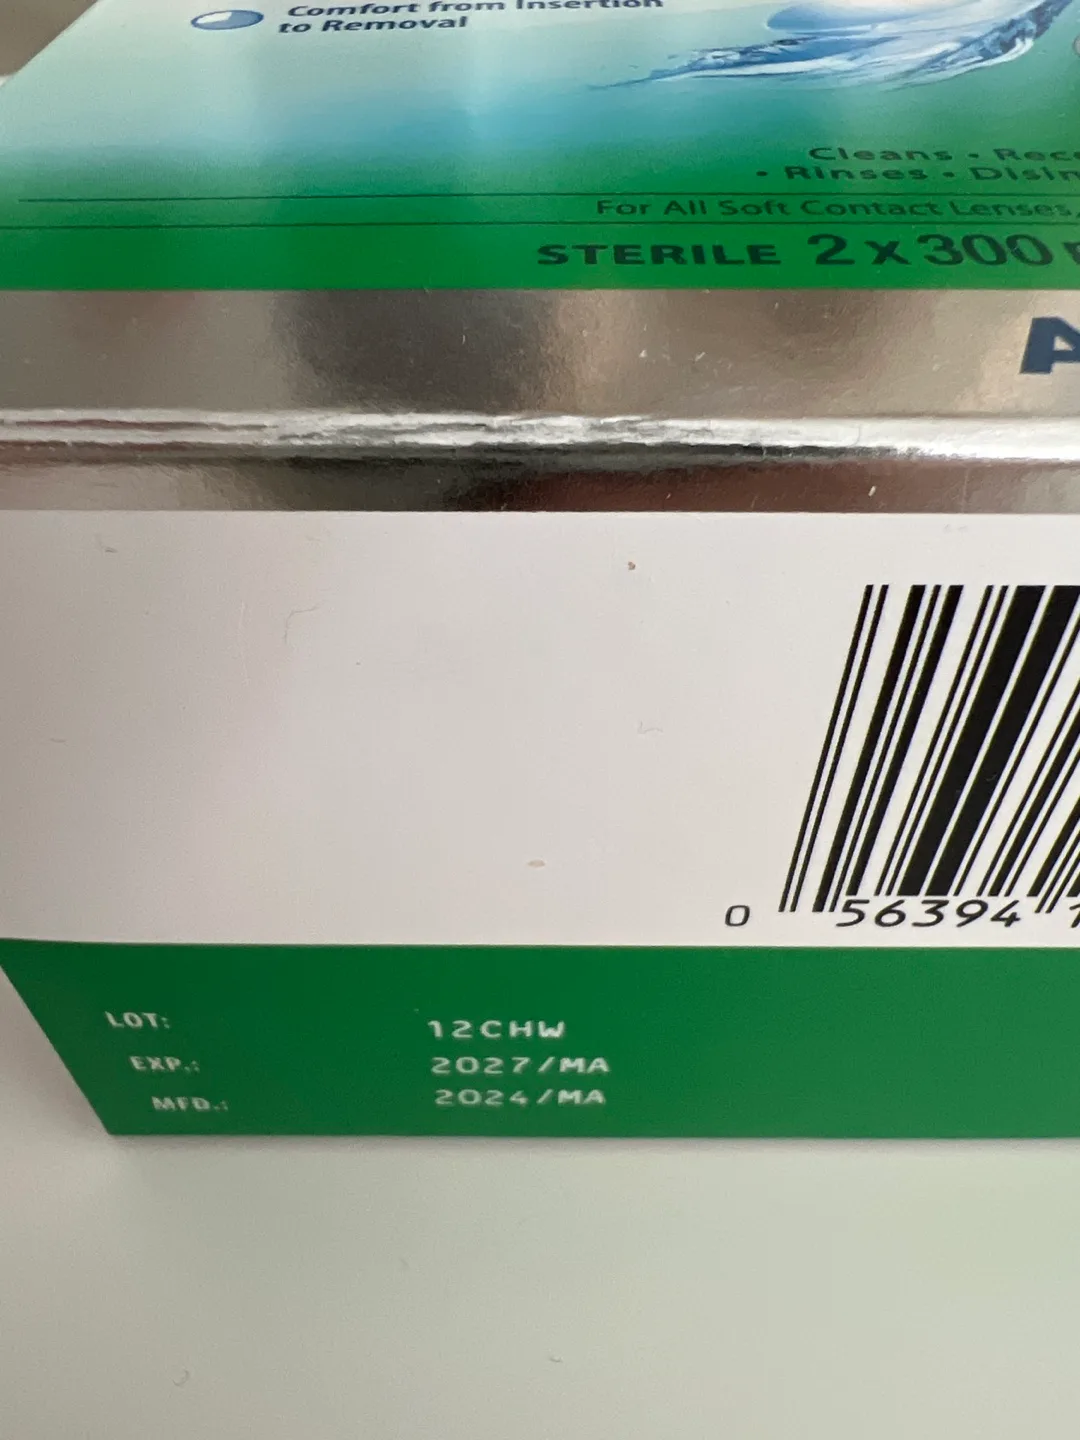 Comfort from Insertion
to Removal
Cleans •
• Rinses •
For All Soft Contact Lenses,
STERILE 2 x 300
0 56394
LOT: 12CHW
EXP.: 2027/MA
MFD.: 2024/MA